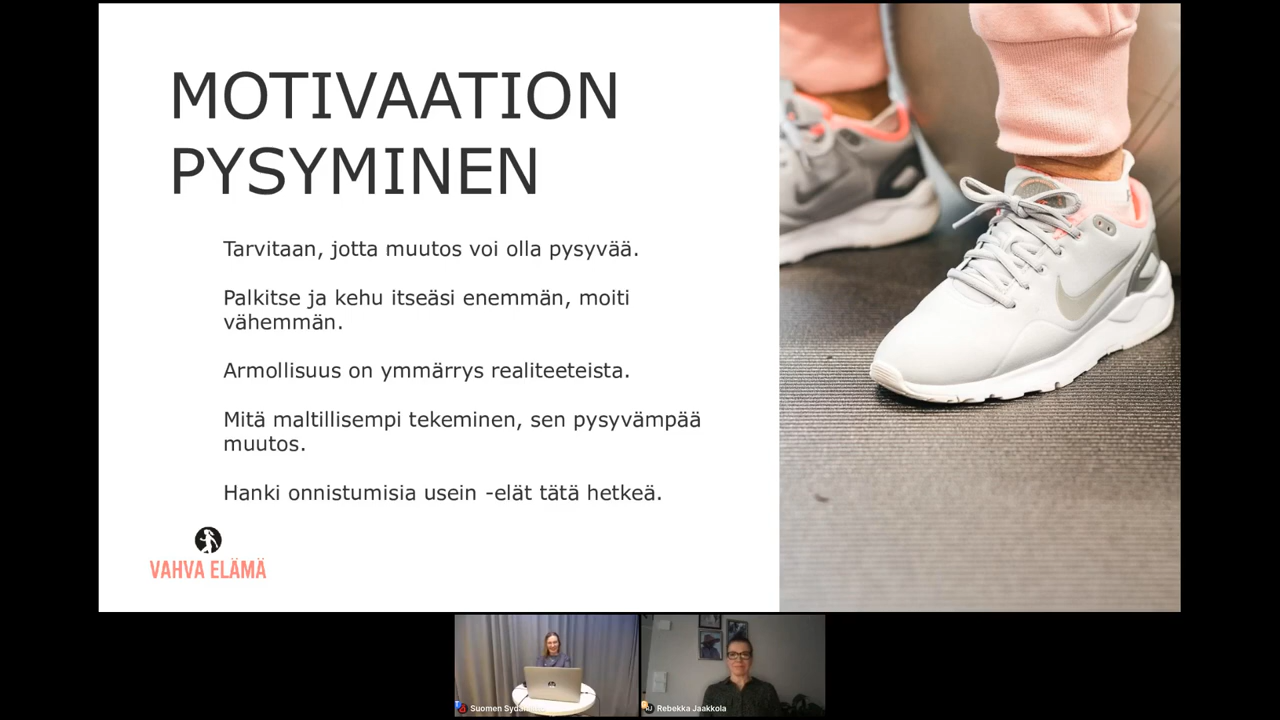 MOTIVAATION
PYSYMINEN
Tarvitaan, jotta muutos voi olla pysyvää.
Palkitse ja kehu itseäsi enemmän, moiti
vähemmän.
Armollisuus on ymmärrys realiteeteista.
Mitä maltillisempi tekeminen, sen pysyvämpää
muutos.
Hanki onnistumisia usein -elät tätä hetkeä.
VAHVA ELÄMÄ
Suomen
Rebekka Jaakkola